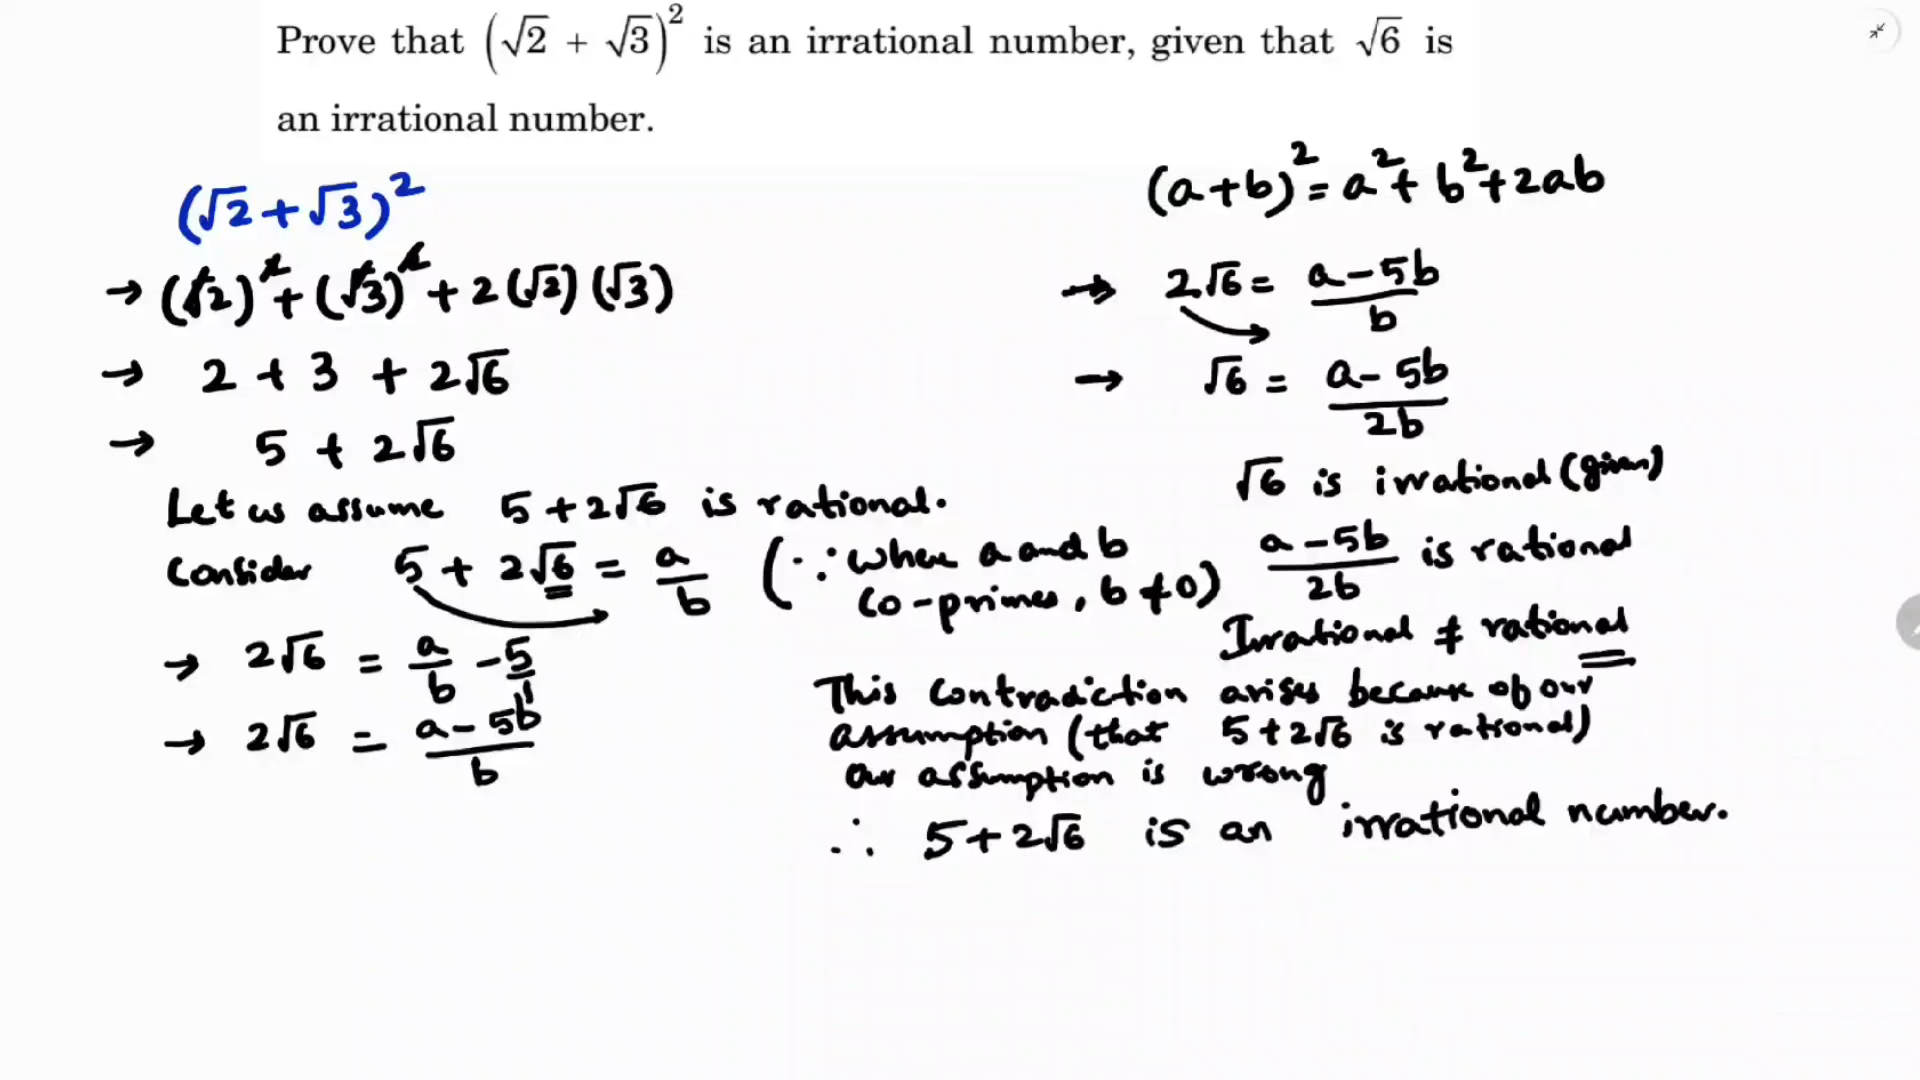 Prove that (√2 + √3)² is an irrational number, given that √6 is
an irrational number.
(√2+√3)²
→ (√2)² + (√3)² + 2(√2)(√3)
→ 2 + 3 + 2√6
→ 5 + 2√6
Let us assume 5+2√6 is rational.
Consider 5 + 2√6 = a/b (∵ where a and b
co-primes, b ≠ 0)
→ 2√6 = a/b - 5/1
→ 2√6 = a - 5b / b
(a+b)² = a² + b² + 2ab
→ 2√6 = a - 5b / b
→ √6 = a - 5b / 2b
√6 is irrational (given)
a - 5b / 2b is rational
Irrational ≠ rational
This contradiction arises because of our
assumption (that 5+2√6 is rational)
our assumption is wrong
∴ 5+2√6 is an irrational number.